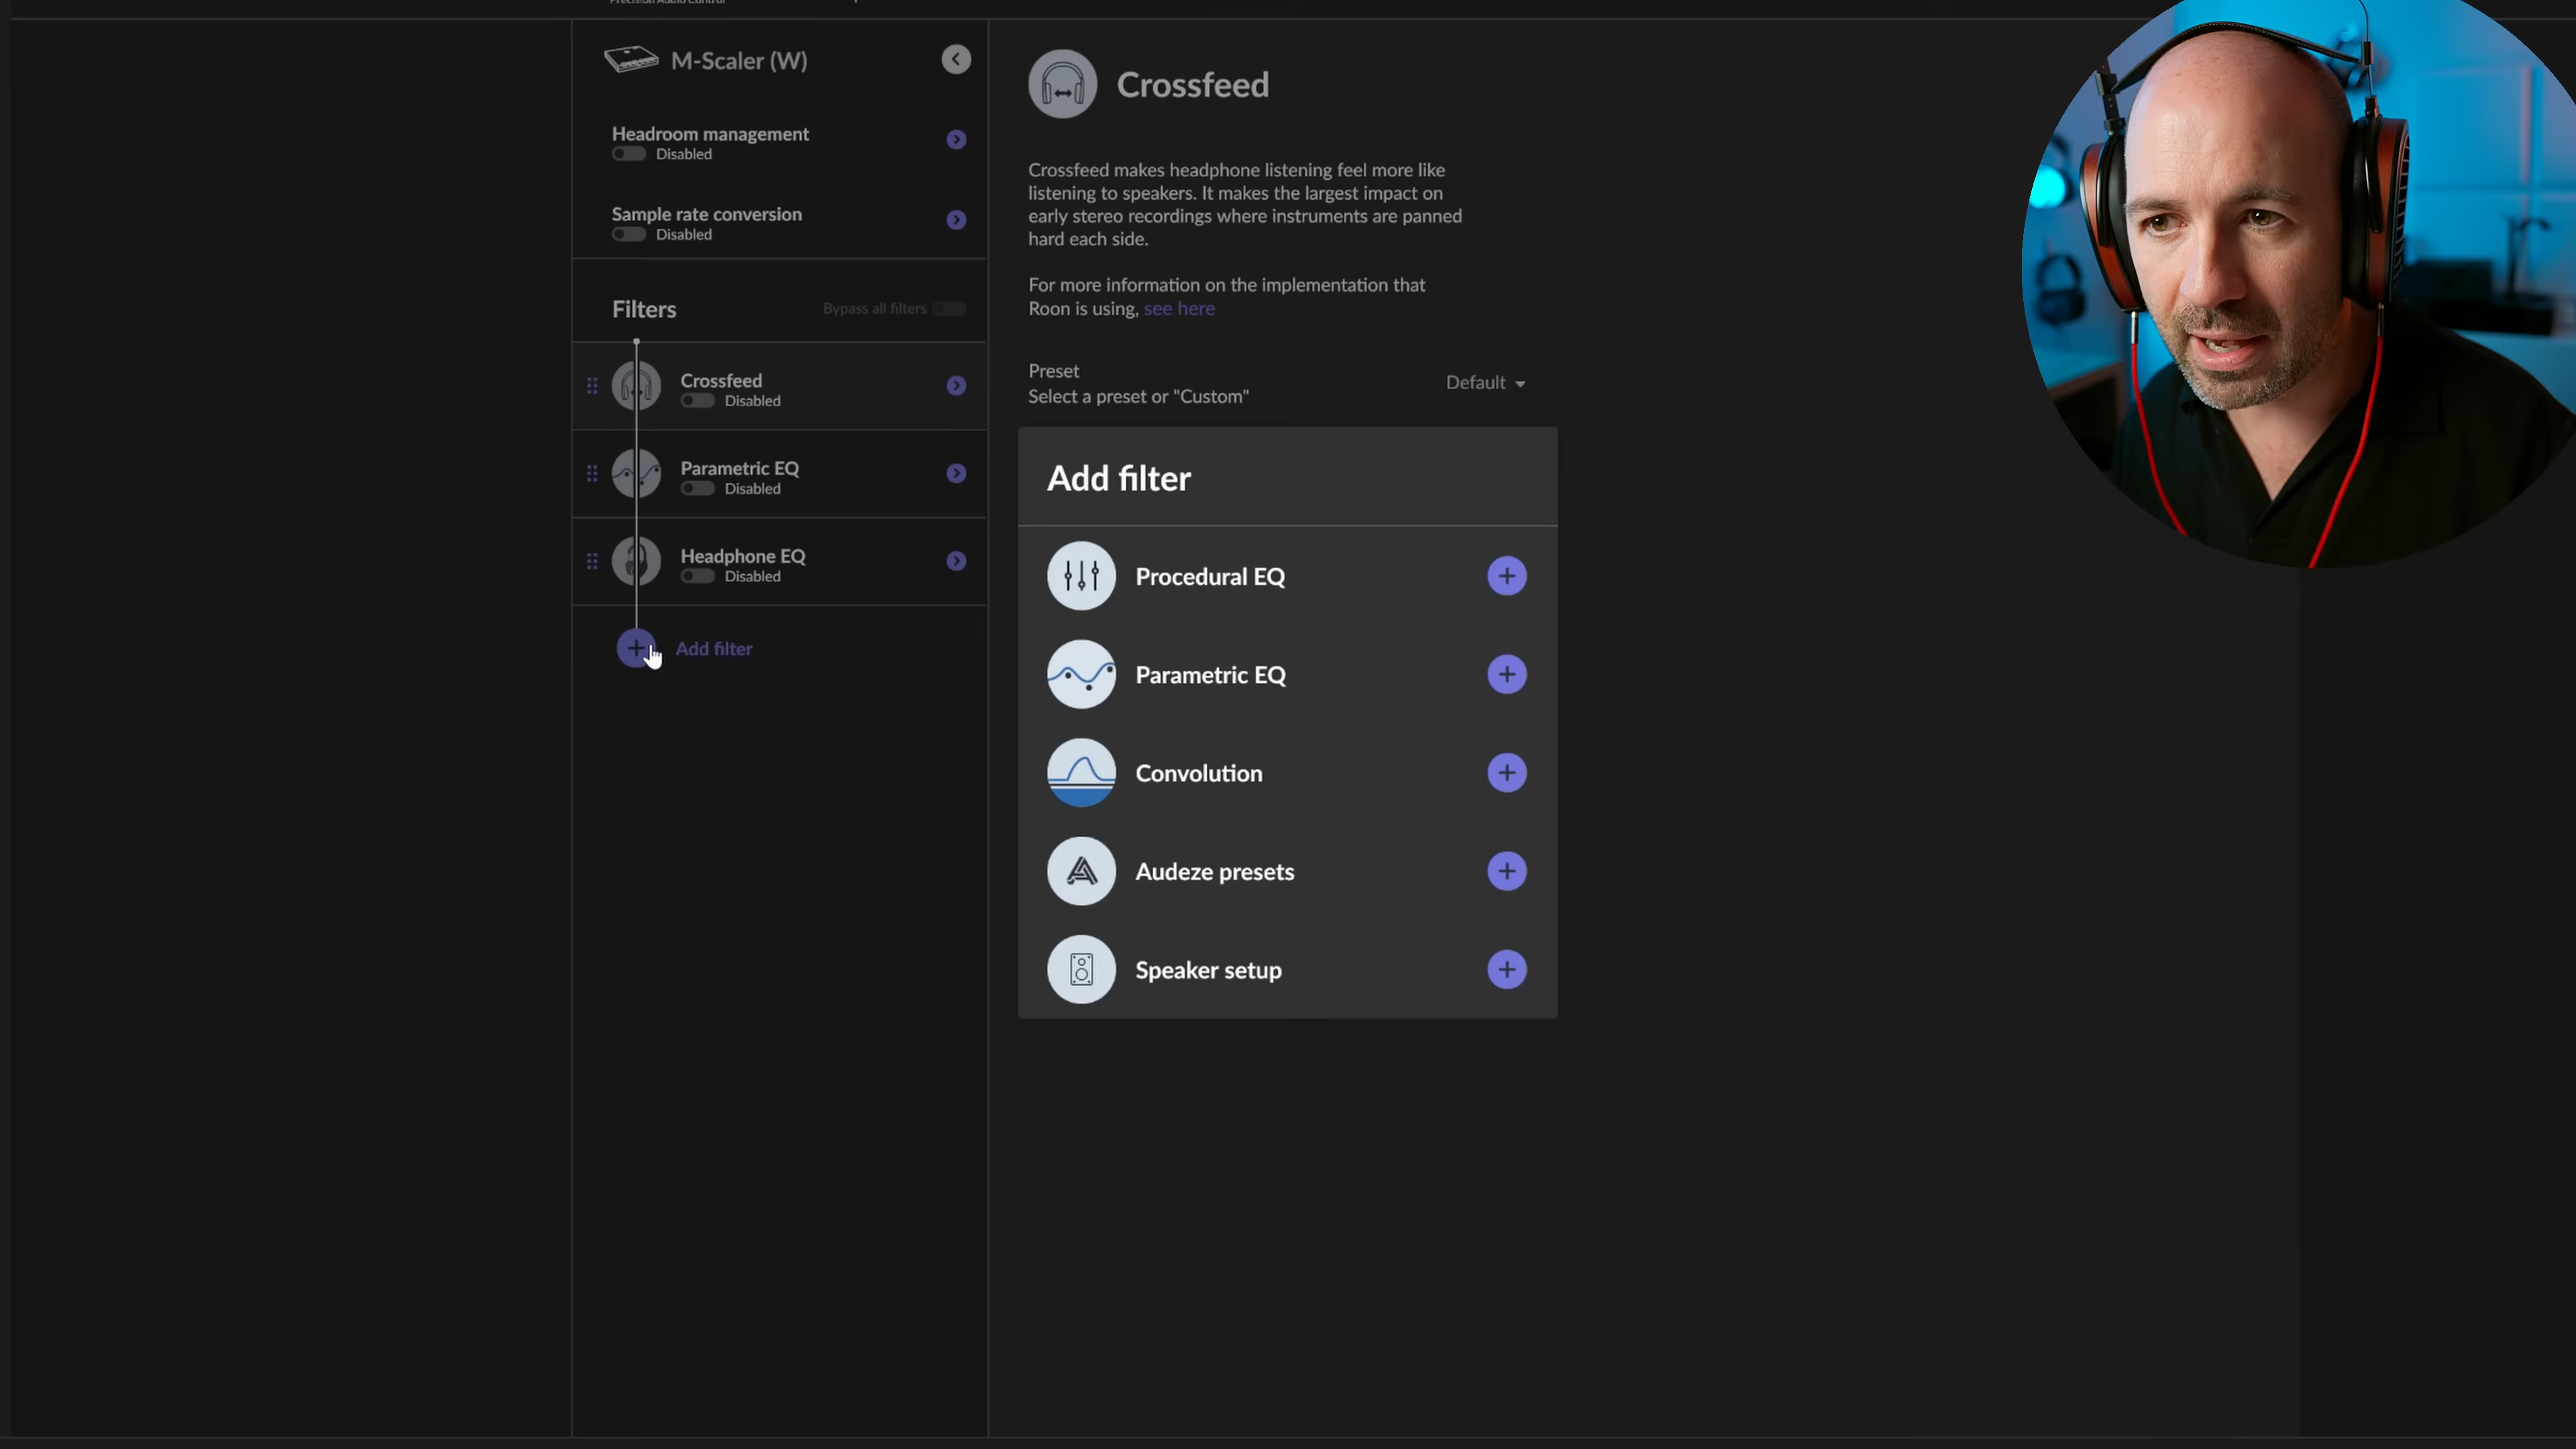 Precision Audio Control
M-Scaler (W)
Headroom management
Disabled
Sample rate conversion
Disabled
Filters
Bypass all filters
Crossfeed
Disabled
Parametric EQ
Disabled
Headphone EQ
Disabled
Add filter
Crossfeed
Crossfeed makes headphone listening feel more like
listening to speakers. It makes the largest impact on
early stereo recordings where instruments are panned
hard each side.
For more information on the implementation that
Roon is using, see here
Preset
Select a preset or "Custom"
Default
Add filter
Procedural EQ
Parametric EQ
Convolution
Audeze presets
Speaker setup